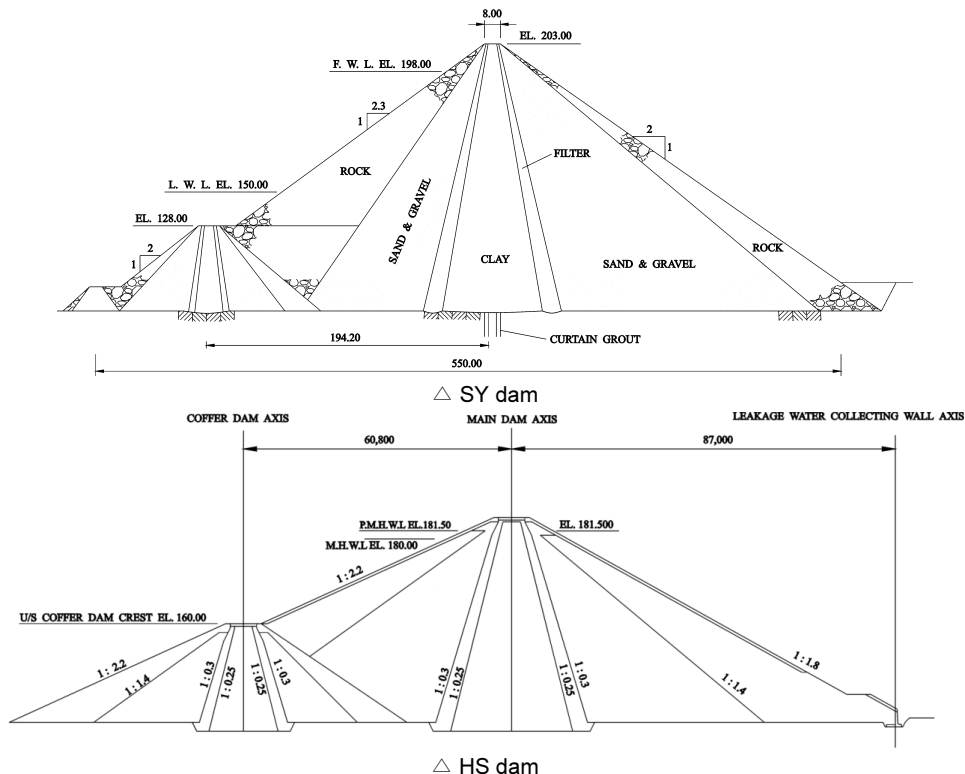 8.00
EL. 203.00
F. W. L. EL. 198.00
2.3
1
2
1
FILTER
ROCK
L. W. L. EL. 150.00
EL. 128.00
SAND & GRAVEL
2
1
CLAY
SAND & GRAVEL
ROCK
194.20
CURTAIN GROUT
550.00
△ SY dam
COFFER DAM AXIS
MAIN DAM AXIS
LEAKAGE WATER COLLECTING WALL AXIS
60,800
87,000
P.M.H.W.L EL.181.50
EL. 181.500
M.H.W.L EL. 180.00
1 : 2.2
U/S COFFER DAM CREST EL. 160.00
1 : 2.2
1 : 1.4
1 : 0.3
1 : 0.25
1 : 0.25
1 : 0.3
1 : 0.3
1 : 0.25
1 : 0.25
1 : 0.3
1 : 1.8
1 : 1.4
△ HS dam